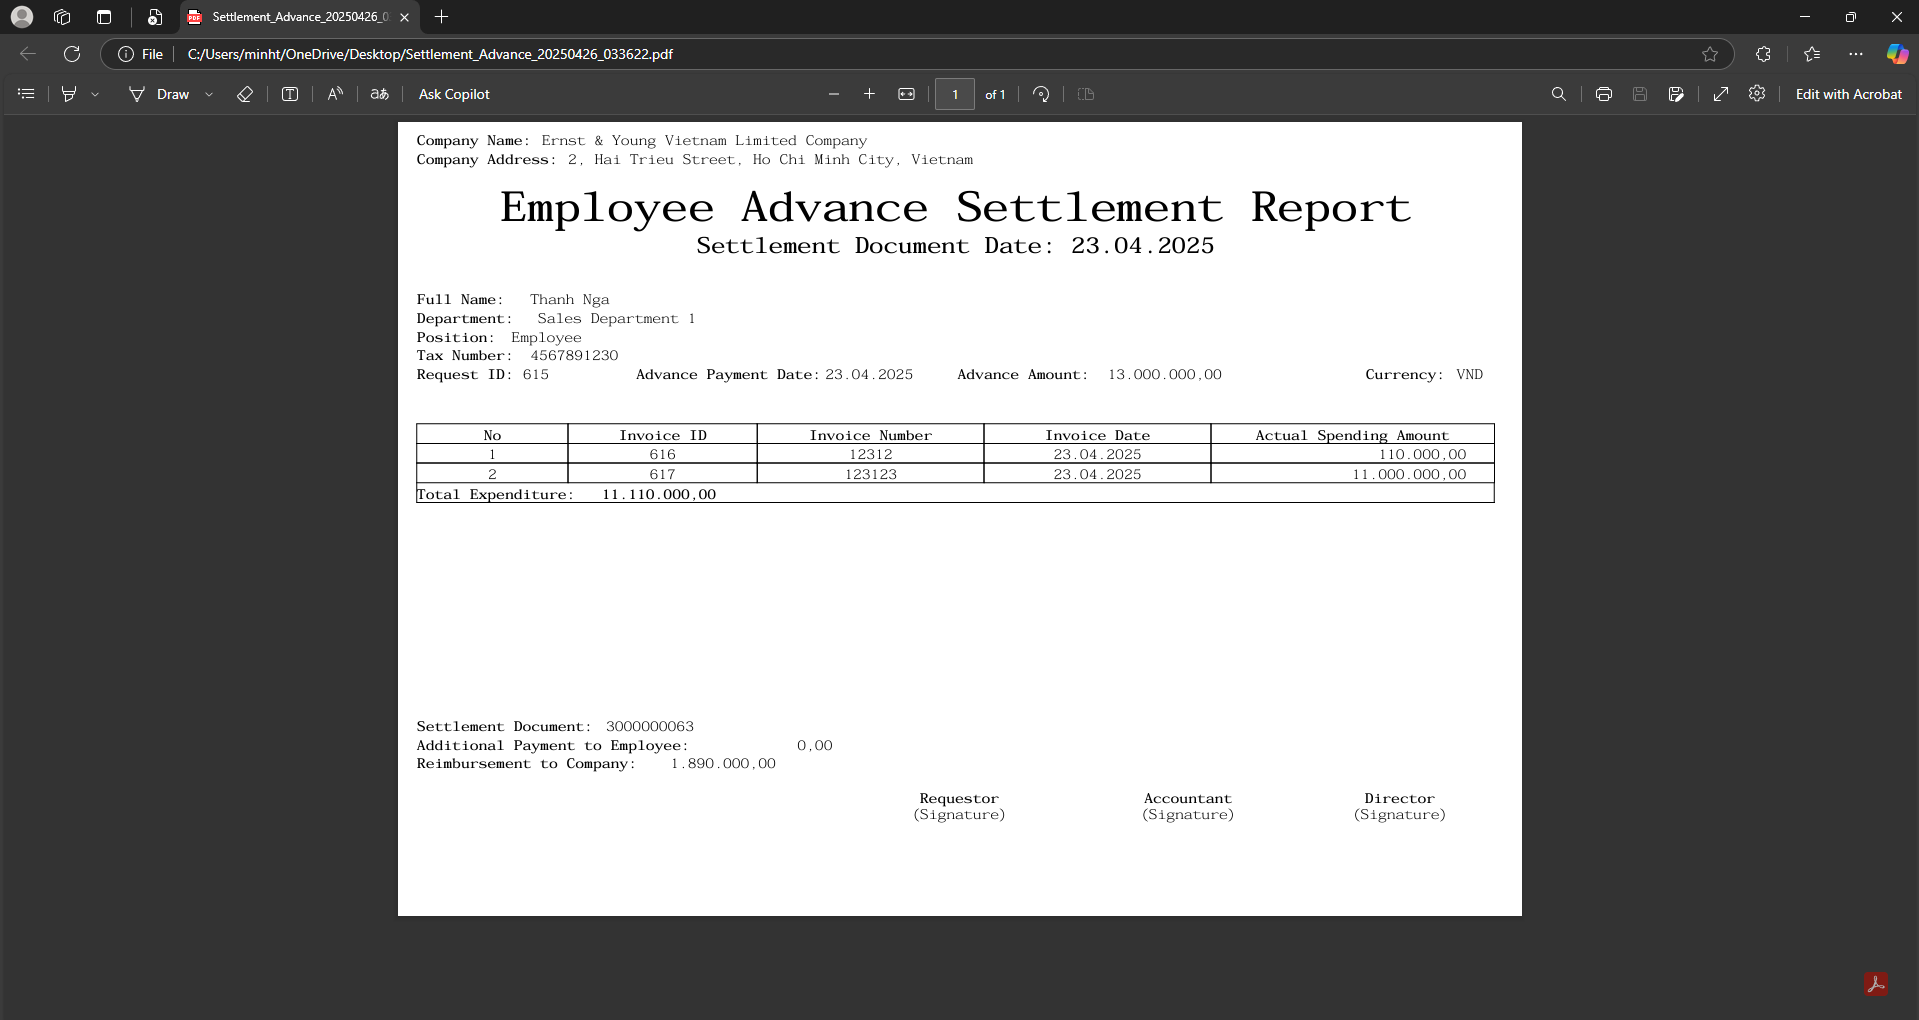 Settlement_Advance_20250426_0
File
C:/Users/minht/OneDrive/Desktop/Settlement_Advance_20250426_033622.pdf
Draw
aあ
Ask Copilot
1 of 1
Edit with Acrobat
Company Name: Ernst & Young Vietnam Limited Company
Company Address: 2, Hai Trieu Street, Ho Chi Minh City, Vietnam
Employee Advance Settlement Report
Settlement Document Date: 23.04.2025
Full Name: Thanh Nga
Department: Sales Department 1
Position: Employee
Tax Number: 4567891230
Request ID: 615 Advance Payment Date: 23.04.2025 Advance Amount: 13.000.000,00 Currency: VND
No Invoice ID Invoice Number Invoice Date Actual Spending Amount
1 616 12312 23.04.2025 110.000,00
2 617 123123 23.04.2025 11.000.000,00
Total Expenditure: 11.110.000,00
Settlement Document: 3000000063
Additional Payment to Employee: 0,00
Reimbursement to Company: 1.890.000,00
Requestor Accountant Director
(Signature) (Signature) (Signature)